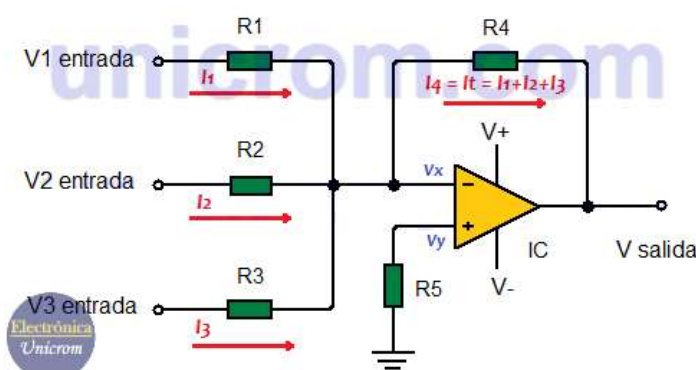 unicrom.com
R1
R4
V1 entrada
I1
I4 = It = I1+I2+I3
R2
V+
Vx
V2 entrada
-
I2
+
Vy
IC
V salida
R3
R5
V-
V3 entrada
Electrónica
Unicrom
I3